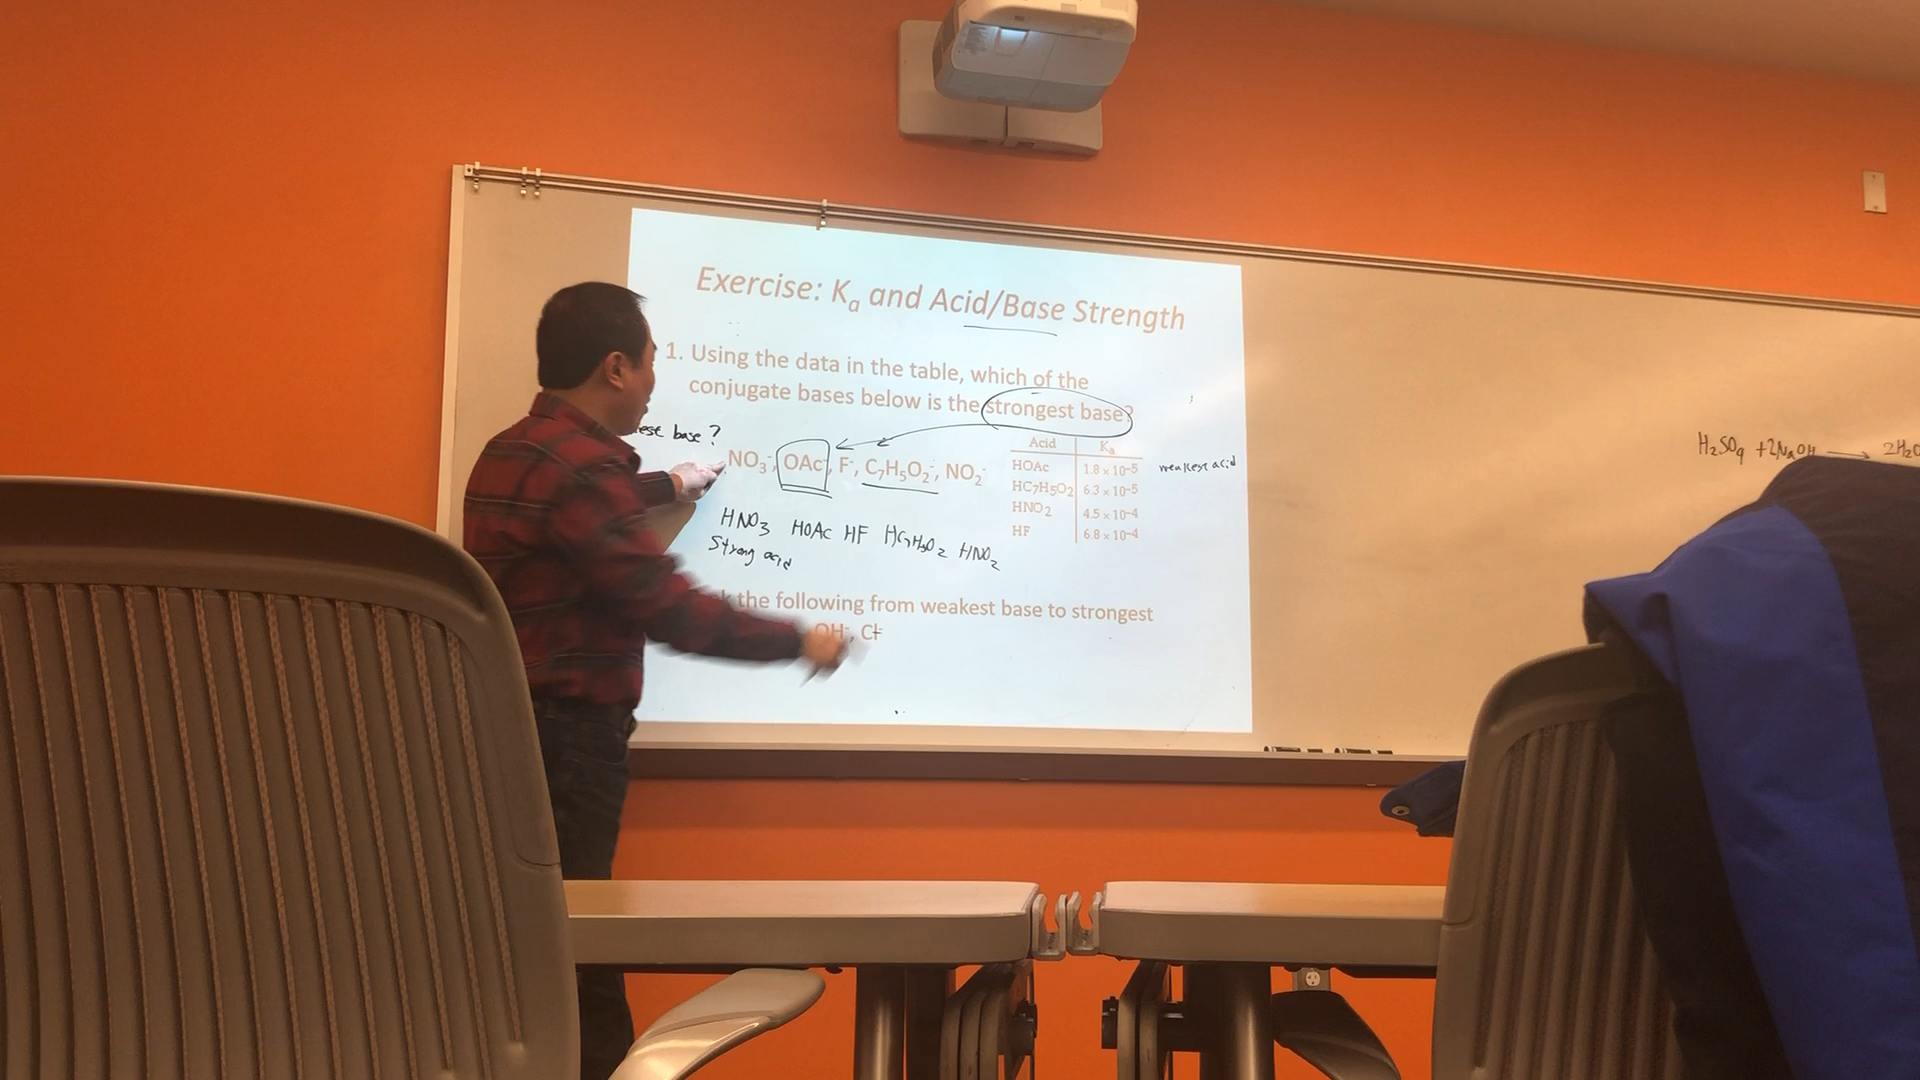 Exercise: Ka and Acid/Base Strength
1. Using the data in the table, which of the
conjugate bases below is the strongest base?
base ?
NO3-, OAc-, F-, C7H5O2-, NO2-
Acid Ka
HOAc 1.8 x 10-5 weakest acid
HC7H5O2 6.3 x 10-5
HNO2 4.5 x 10-4
HF 6.8 x 10-4
HNO3 HOAc HF HC7H5O2 HNO2
Strong acid
the following from weakest base to strongest
OH-, Cl-
H2SO4 + 2NaOH → 2H2O